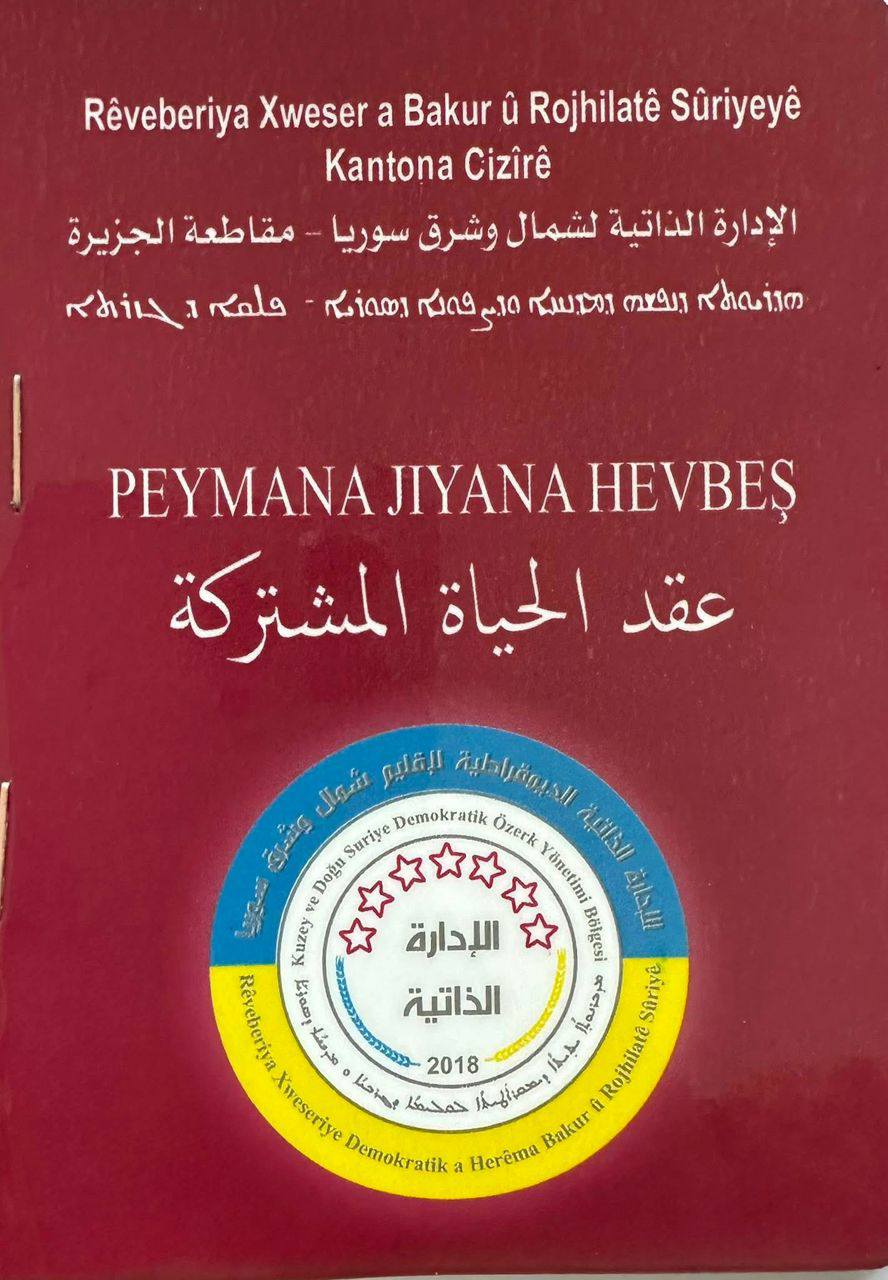 Rêveberiya Xweser a Bakur û Rojhilatê Sûriyeyê
Kantona Cizîrê
الإدارة الذاتية لشمال وشرق سوريا - مقاطعة الجزيرة
PEYMANA JIYANA HEVBEŞ
عقد الحياة المشتركة
الإدارة الذاتية الديموقراطية لإقليم شمال وشرق سوريا
Kuzey ve Doğu Suriye Demokratik Özerk Yönetimi Bölgesi
الإدارة
الذاتية
2018
Rêveberiya Xweseriye Demokratik a Herêma Bakur û Rojhilatê Sûriyê